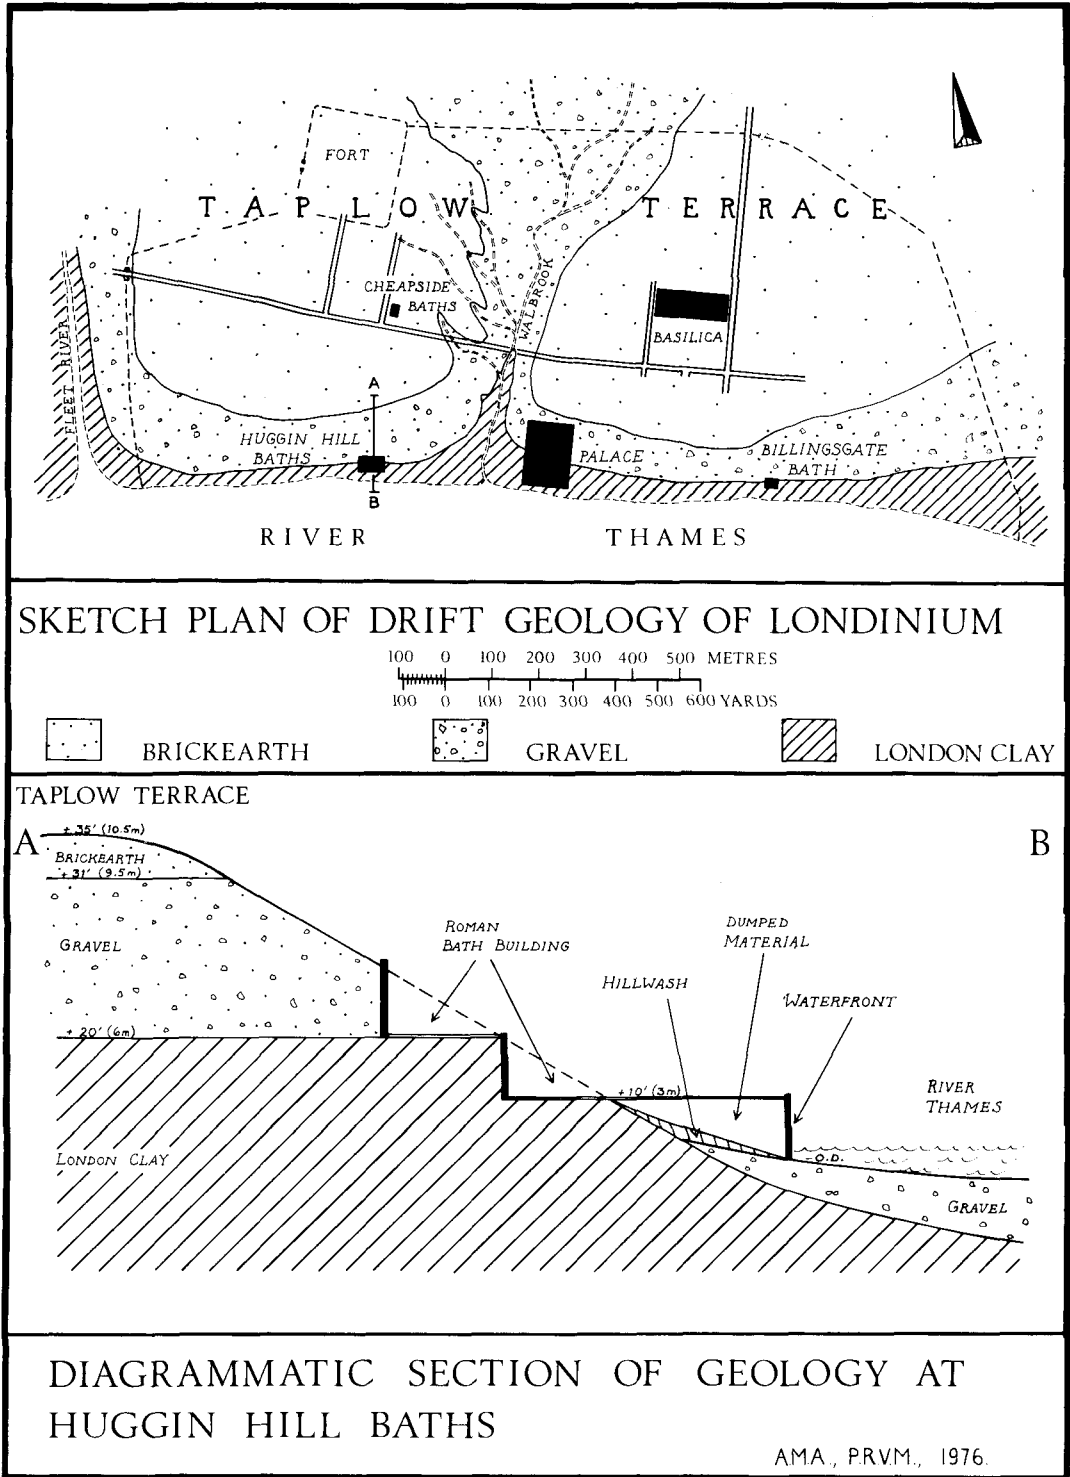 FORT
TAPLOW TERRACE
CHEAPSIDE
BATHS
WALBROOK
BASILICA
FLEET RIVER
A
HUGGIN HILL
BATHS
PALACE
BILLINGSGATE
BATH
B
RIVER THAMES
SKETCH PLAN OF DRIFT GEOLOGY OF LONDINIUM
100 0 100 200 300 400 500 METRES
100 0 100 200 300 400 500 600 YARDS
BRICKEARTH GRAVEL LONDON CLAY
TAPLOW TERRACE
A B
+ 35' (10.5m)
BRICKEARTH
+ 31' (9.5m)
GRAVEL
ROMAN
BATH BUILDING
DUMPED
MATERIAL
HILLWASH
WATERFRONT
+ 20' (6m)
+10' (3m)
RIVER
THAMES
LONDON CLAY
O.D.
GRAVEL
DIAGRAMMATIC SECTION OF GEOLOGY AT
HUGGIN HILL BATHS
A.M.A., P.R.V.M., 1976.